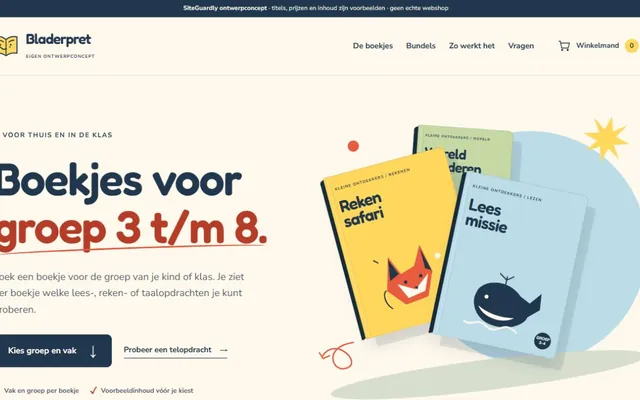 SiteGuardly ontwerpconcept · titels, prijzen en inhoud zijn voorbeelden · geen echte webshop
Bladerpret
EIGEN ONTWERPCONCEPT
De boekjes
Bundels
Zo werkt het
Vragen
Winkelmand
0
VOOR THUIS EN IN DE KLAS
Boekjes voor
groep 3 t/m 8.
oek een boekje voor de groep van je kind of klas. Je ziet
er boekje welke lees-, reken- of taalopdrachten je kunt
roberen.
Kies groep en vak ↓
Probeer een telopdracht →
Vak en groep per boekje
Voorbeeldinhoud vóór je kiest
KLEINE ONTDEKKERS / WERELD
KLEINE ONTDEKKERS / REKENEN
Reken
safari
KLEINE ONTDEKKERS / LEZEN
Lees
missie
GROEP
3-4